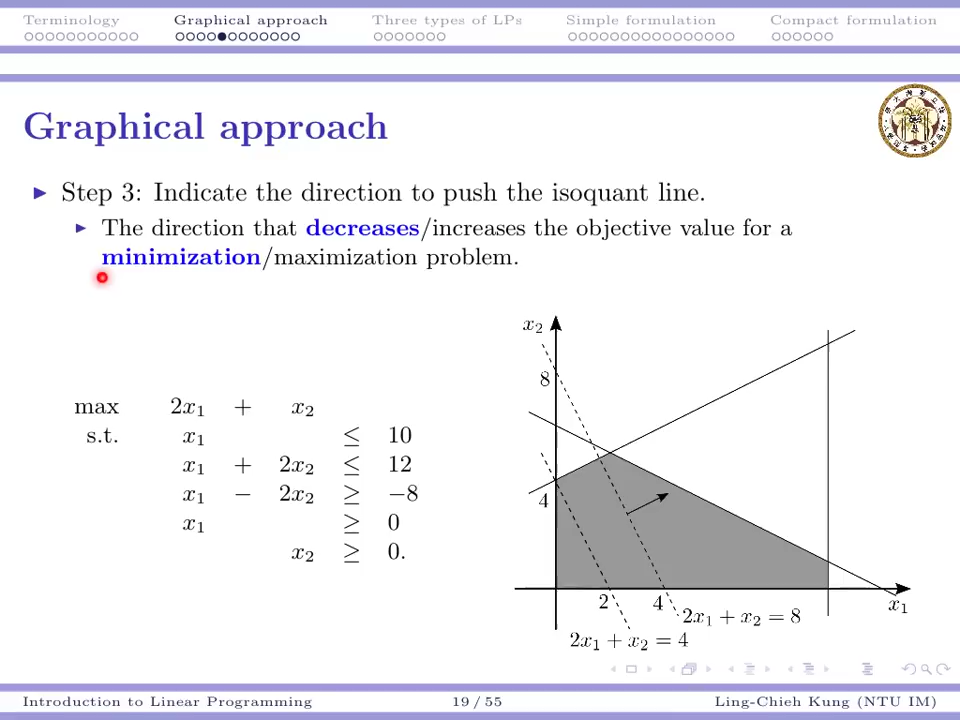 Terminology Graphical approach Three types of LPs Simple formulation Compact formulation
Graphical approach
Step 3: Indicate the direction to push the isoquant line.
The direction that decreases/increases the objective value for a
minimization/maximization problem.
max 2x₁ + x₂
s.t. x₁ ≤ 10
x₁ + 2x₂ ≤ 12
x₁ − 2x₂ ≥ −8
x₁ ≥ 0
x₂ ≥ 0.
x₂
8
4
2 4 x₁
2x₁ + x₂ = 8
2x₁ + x₂ = 4
Introduction to Linear Programming 19 / 55 Ling-Chieh Kung (NTU IM)